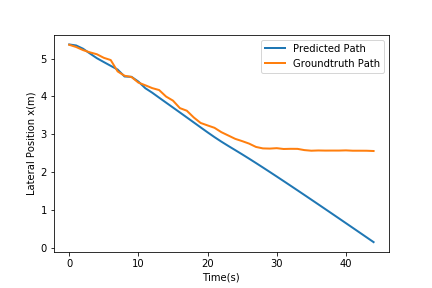 Predicted Path
Groundtruth Path
Lateral Position x(m)
5
4
3
2
1
0
0 10 20 30 40
Time(s)